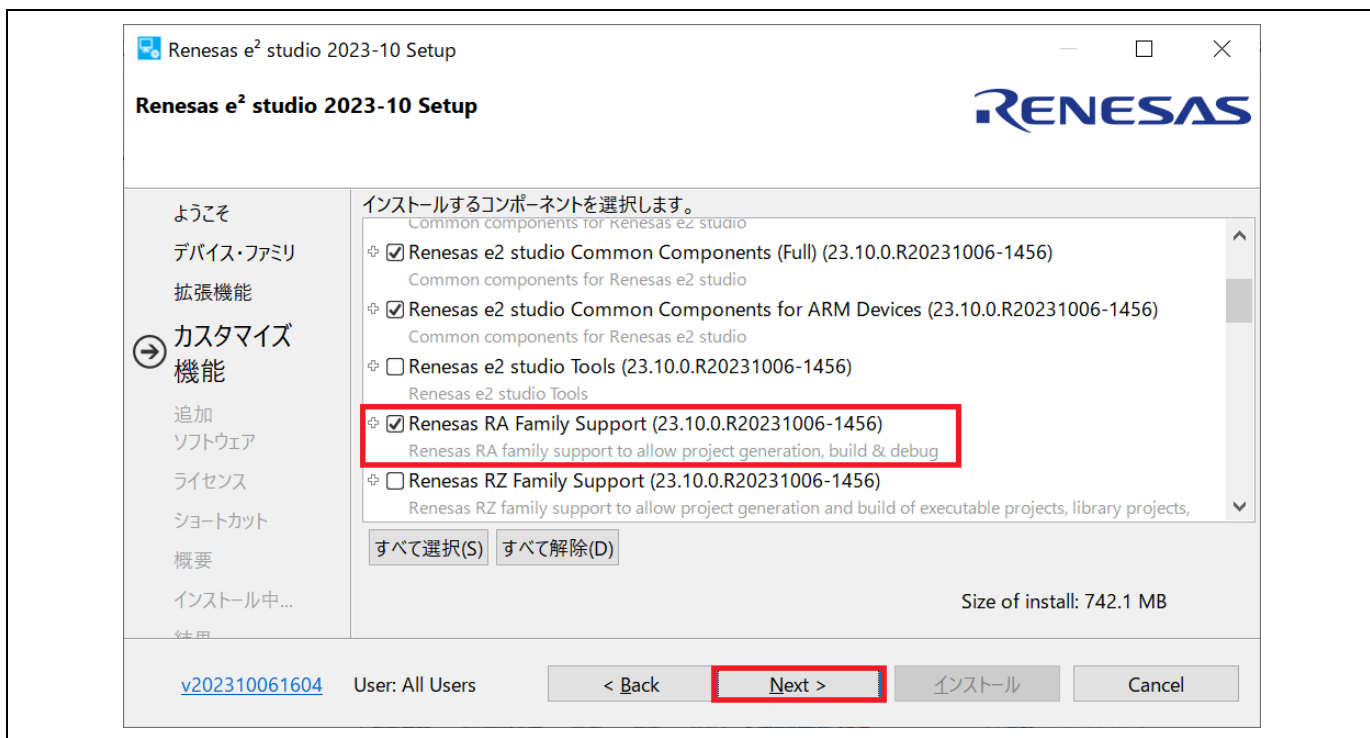 Renesas e² studio 2023-10 Setup
Renesas e² studio 2023-10 Setup
RENESAS
ようこそ
デバイス・ファミリ
拡張機能
カスタマイズ
機能
追加
ソフトウェア
ライセンス
ショートカット
概要
インストール中...
結果
インストールするコンポーネントを選択します。
Common components for Renesas e2 studio
Renesas e2 studio Common Components (Full) (23.10.0.R20231006-1456)
Common components for Renesas e2 studio
Renesas e2 studio Common Components for ARM Devices (23.10.0.R20231006-1456)
Common components for Renesas e2 studio
Renesas e2 studio Tools (23.10.0.R20231006-1456)
Renesas e2 studio Tools
Renesas RA Family Support (23.10.0.R20231006-1456)
Renesas RA family support to allow project generation, build & debug
Renesas RZ Family Support (23.10.0.R20231006-1456)
Renesas RZ family support to allow project generation and build of executable projects, library projects,
すべて選択(S) すべて解除(D)
Size of install: 742.1 MB
v202310061604 User: All Users < Back Next > インストール Cancel